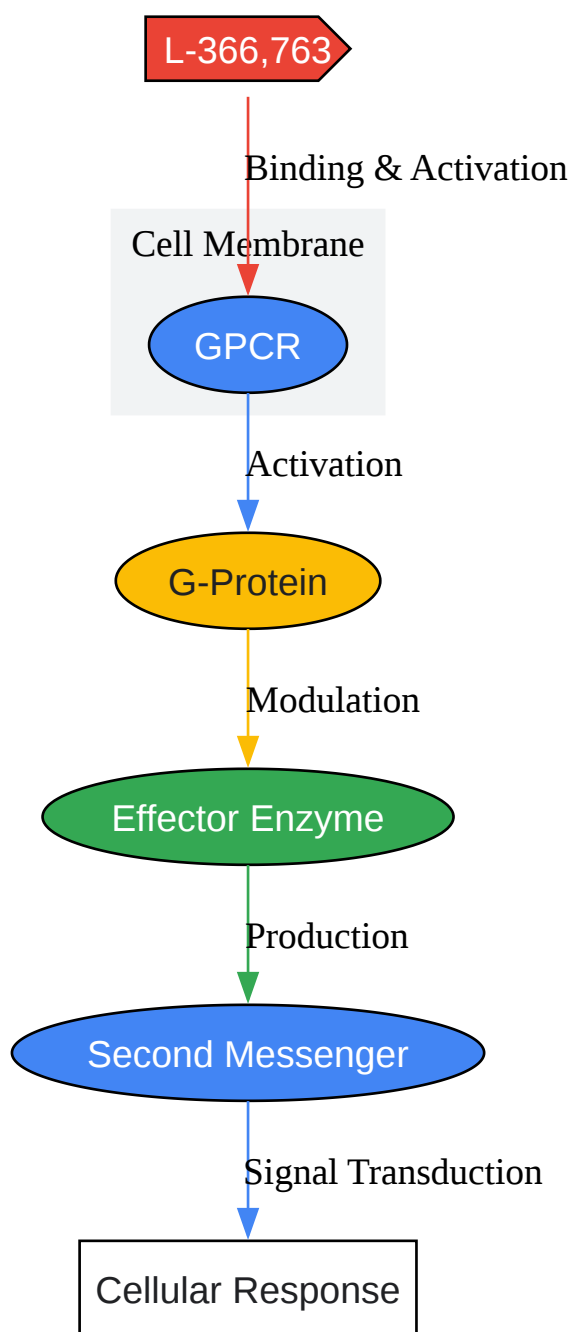 L-366,763
Binding & Activation
Cell Membrane
GPCR
Activation
G-Protein
Modulation
Effector Enzyme
Production
Second Messenger
Signal Transduction
Cellular Response